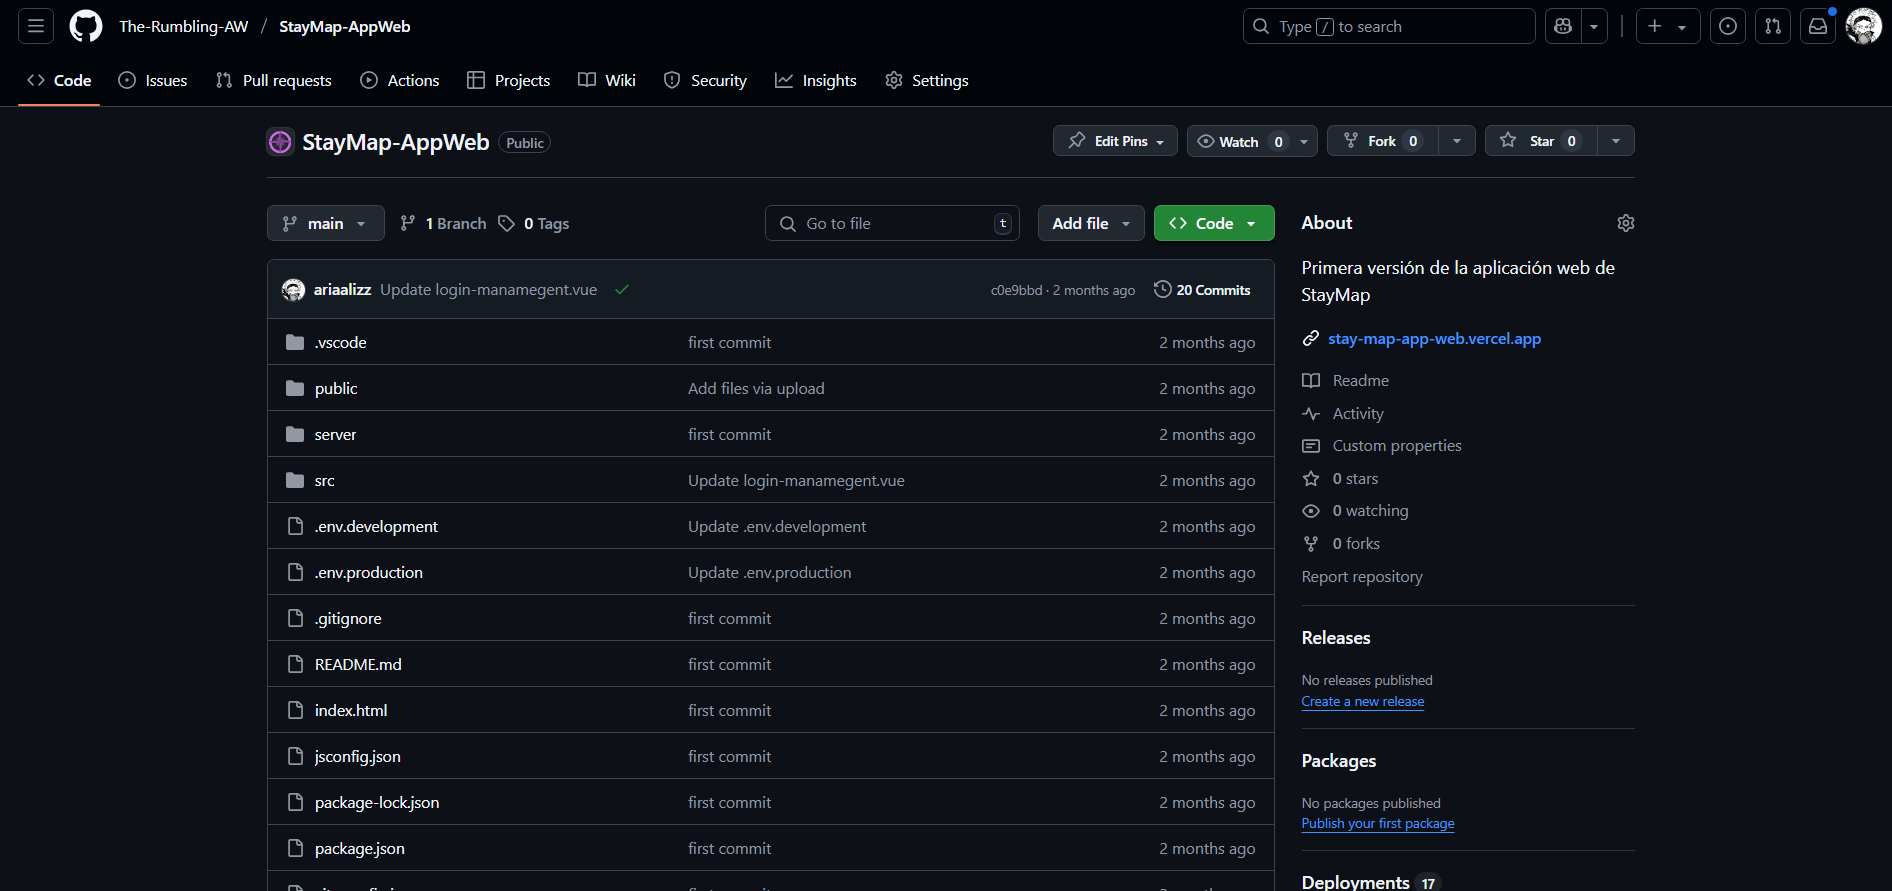 The-Rumbling-AW / StayMap-AppWeb
Type / to search
Code Issues Pull requests Actions Projects Wiki Security Insights Settings
StayMap-AppWeb Public
Edit Pins Watch 0 Fork 0 Star 0
main 1 Branch 0 Tags Go to file t Add file Code
ariaalizz Update login-manamegent.vue c0e9bbd · 2 months ago 20 Commits
.vscode first commit 2 months ago
public Add files via upload 2 months ago
server first commit 2 months ago
src Update login-manamegent.vue 2 months ago
.env.development Update .env.development 2 months ago
.env.production Update .env.production 2 months ago
.gitignore first commit 2 months ago
README.md first commit 2 months ago
index.html first commit 2 months ago
jsconfig.json first commit 2 months ago
package-lock.json first commit 2 months ago
package.json first commit 2 months ago
About
Primera versión de la aplicación web de
StayMap
stay-map-app-web.vercel.app
Readme
Activity
Custom properties
0 stars
0 watching
0 forks
Report repository
Releases
No releases published
Create a new release
Packages
No packages published
Publish your first package
Deployments 17